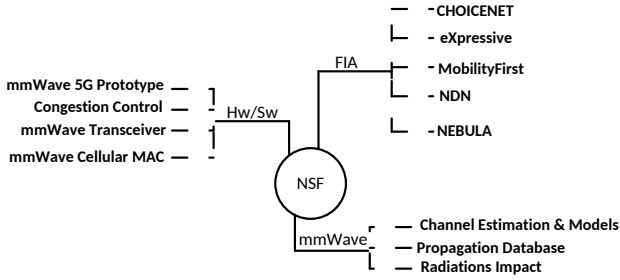 CHOICENET
eXpressive
FIA
MobilityFirst
NDN
NEBULA
mmWave 5G Prototype
Congestion Control
Hw/Sw
mmWave Transceiver
mmWave Cellular MAC
NSF
mmWave
Channel Estimation & Models
Propagation Database
Radiations Impact